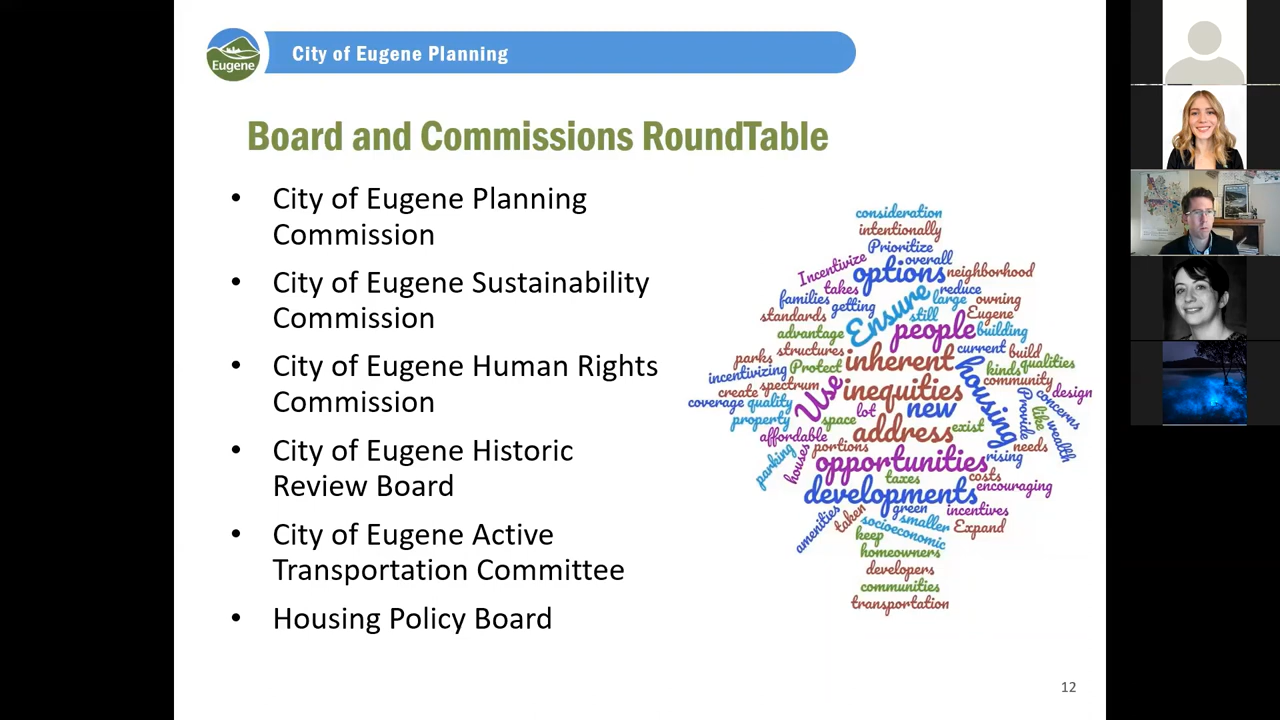 City of Eugene Planning
Eugene
Board and Commissions RoundTable
• City of Eugene Planning
Commission
• City of Eugene Sustainability
Commission
• City of Eugene Human Rights
Commission
• City of Eugene Historic
Review Board
• City of Eugene Active
Transportation Committee
• Housing Policy Board
consideration
intentionally
Prioritize
overall
Incentivize
options
neighborhood
takes
families
getting
Ensure
large
reduce
owning
standards
still
Eugene
advantage
people
building
parks
structures
inherent
current
build
incentivizing
Protect
kinds
qualities
create
spectrum
inequities
housing
community
design
coverage
quality
Use
new
Provide
like
concerns
wealth
property
space
lot
exist
affordable
address
needs
parking
houses
portions
opportunities
rising
taxes
costs
encouraging
developments
amenities
taken
green
incentives
socioeconomic
smaller
Expand
keep
homeowners
developers
communities
transportation
12